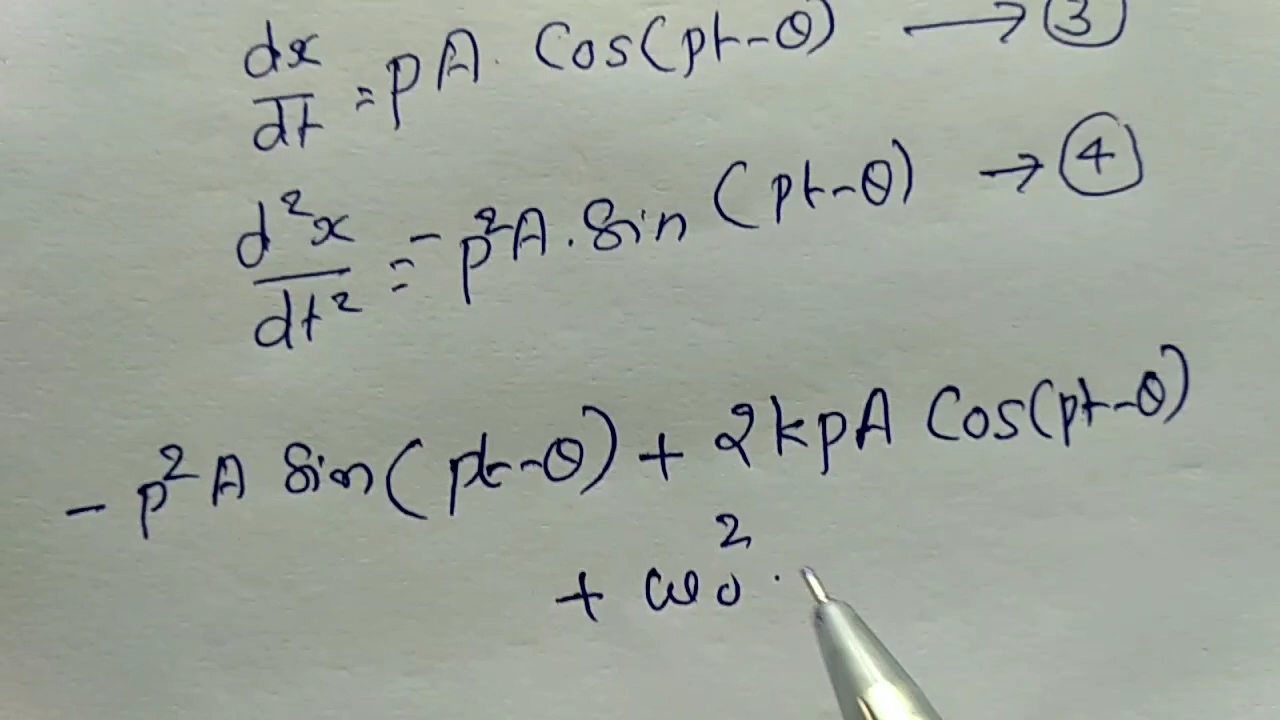 dx/dt = pA. Cos(pt-θ) → ③
d²x/dt² = -p²A. Sin(pt-θ) → ④
- p²A Sin(pt-θ) + 2kpA Cos(pt-θ)
+ ω₀² .